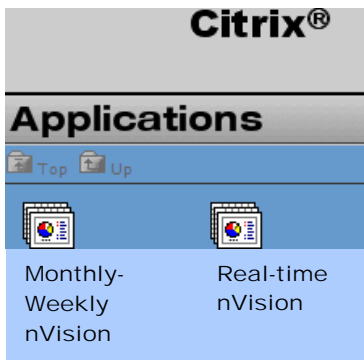 Citrix®
Applications
Top Up
Monthly- Real-time
Weekly nVision
nVision